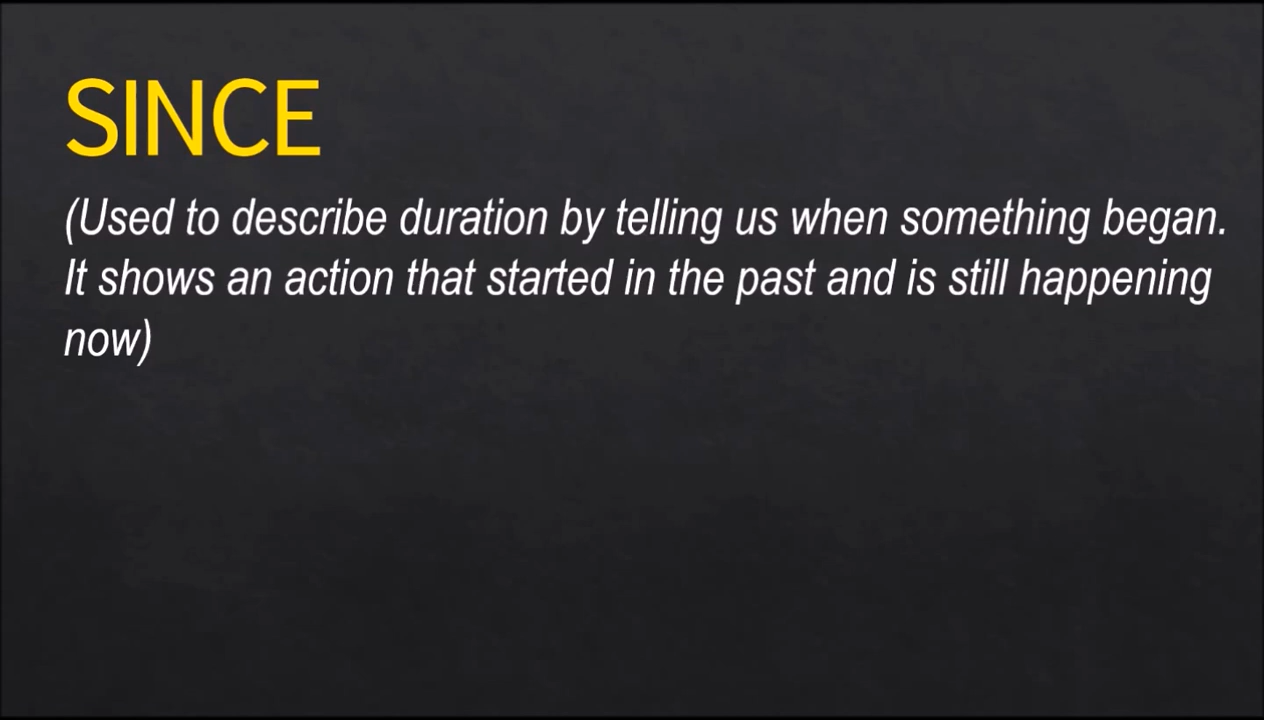 SINCE
(Used to describe duration by telling us when something began.
It shows an action that started in the past and is still happening
now)